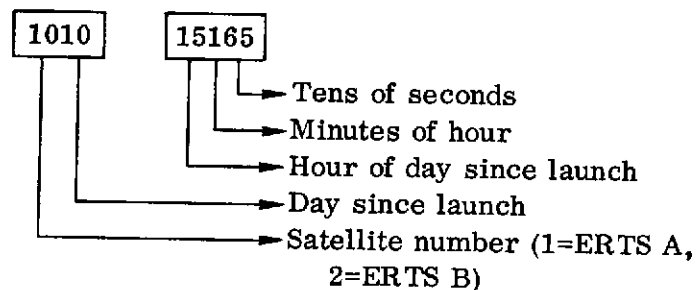 1010 15165
Tens of seconds
Minutes of hour
Hour of day since launch
Day since launch
Satellite number (1=ERTS A,
2=ERTS B)